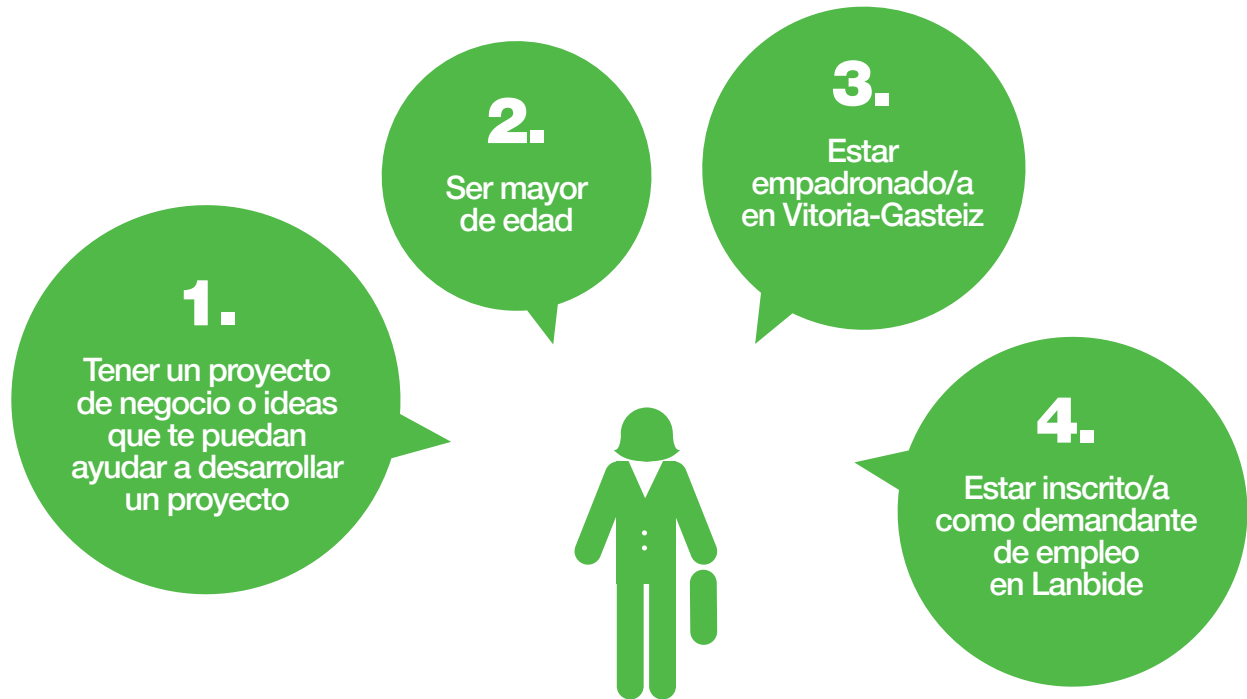 1.
Tener un proyecto
de negocio o ideas
que te puedan
ayudar a desarrollar
un proyecto
2.
Ser mayor
de edad
3.
Estar
empadronado/a
en Vitoria-Gasteiz
4.
Estar inscrito/a
como demandante
de empleo
en Lanbide